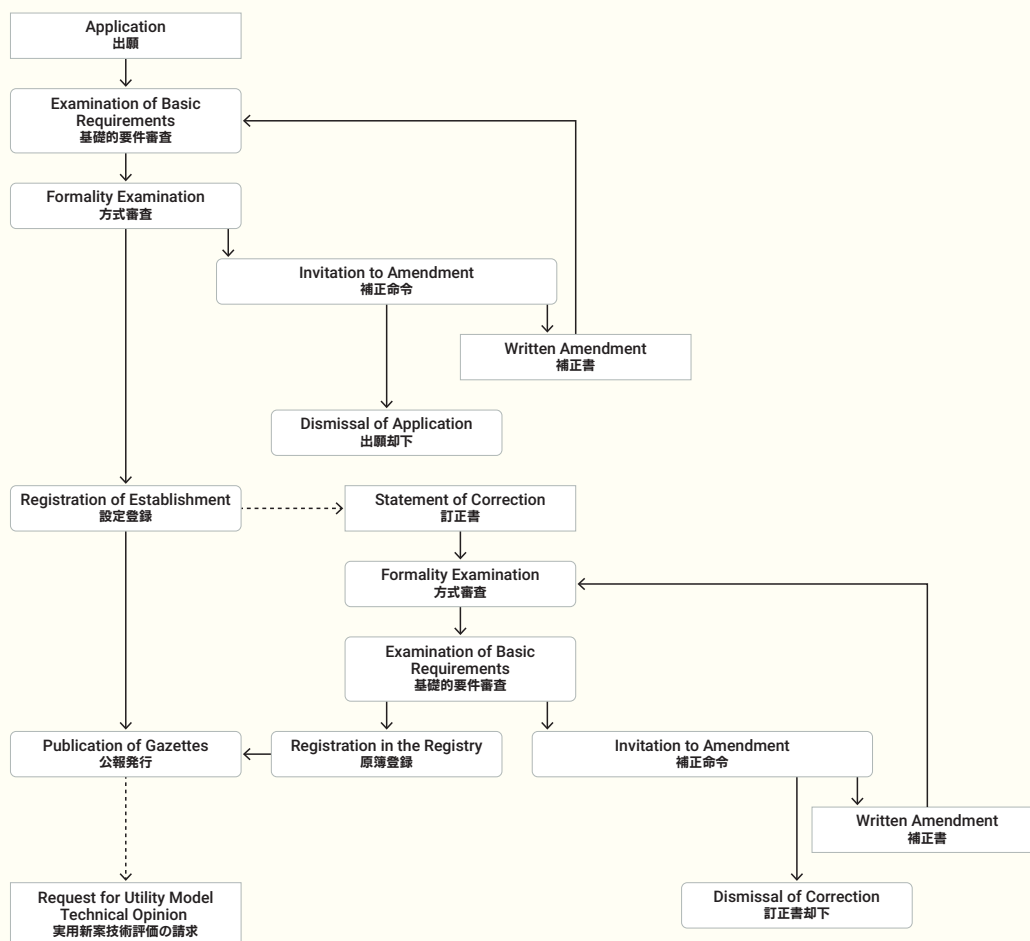 Application
出願
Examination of Basic
Requirements
基礎的要件審査
Formality Examination
方式審査
Invitation to Amendment
補正命令
Written Amendment
補正書
Dismissal of Application
出願却下
Registration of Establishment
設定登録
Statement of Correction
訂正書
Formality Examination
方式審査
Examination of Basic
Requirements
基礎的要件審査
Publication of Gazettes
公報発行
Registration in the Registry
原簿登録
Invitation to Amendment
補正命令
Written Amendment
補正書
Dismissal of Correction
訂正書却下
Request for Utility Model
Technical Opinion
実用新案技術評価の請求